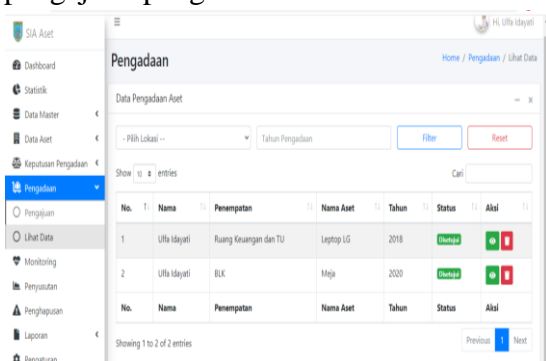 SIA Aset
Hi, Ulfa Idayati
Dashboard
Statistik
Data Master
Data Aset
Keputusan Pengadaan
Pengadaan
Pengajuan
Lihat Data
Monitoring
Penyusutan
Penghapusan
Laporan
Pengaturan
Pengadaan
Home / Pengadaan / Lihat Data
Data Pengadaan Aset
-- Pilih Lokasi -- Tahun Pengadaan Filter Reset
Show 10 entries Cari
No. Nama Penempatan Nama Aset Tahun Status Aksi
1 Ulfa Idayati Ruang Keuangan dan TU Leptop LG 2018 Disetujui
2 Ulfa Idayati BLK Meja 2020 Disetujui
No. Nama Penempatan Nama Aset Tahun Status Aksi
Showing 1 to 2 of 2 entries
Previous 1 Next